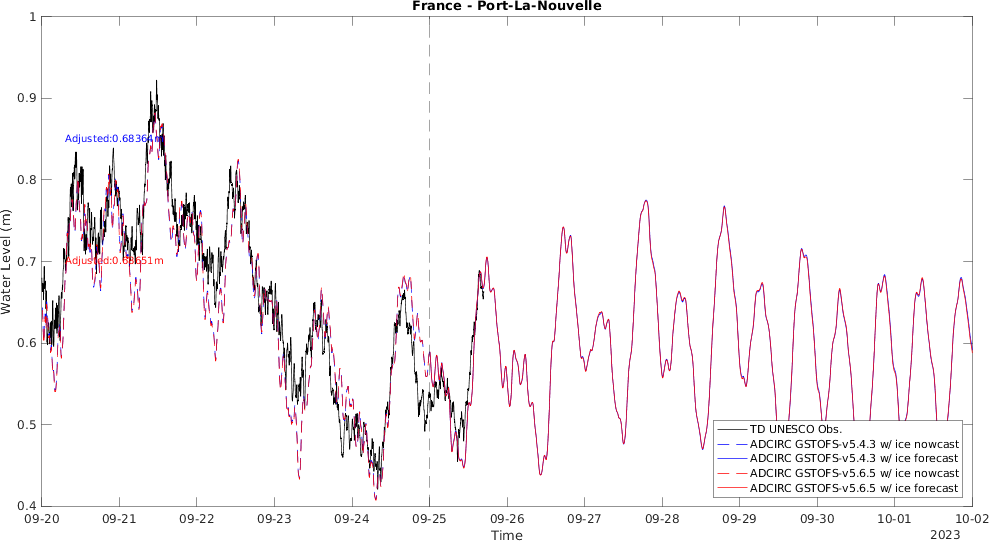 France - Port-La-Nouvelle
Water Level (m)
1
0.9
0.8
0.7
0.6
0.5
0.4
Adjusted:0.68364m
Adjusted:0.68651m
TD UNESCO Obs.
ADCIRC GSTOFS-v5.4.3 w/ ice nowcast
ADCIRC GSTOFS-v5.4.3 w/ ice forecast
ADCIRC GSTOFS-v5.6.5 w/ ice nowcast
ADCIRC GSTOFS-v5.6.5 w/ ice forecast
09-20 09-21 09-22 09-23 09-24 09-25 09-26 09-27 09-28 09-29 09-30 10-01 10-02
Time
2023